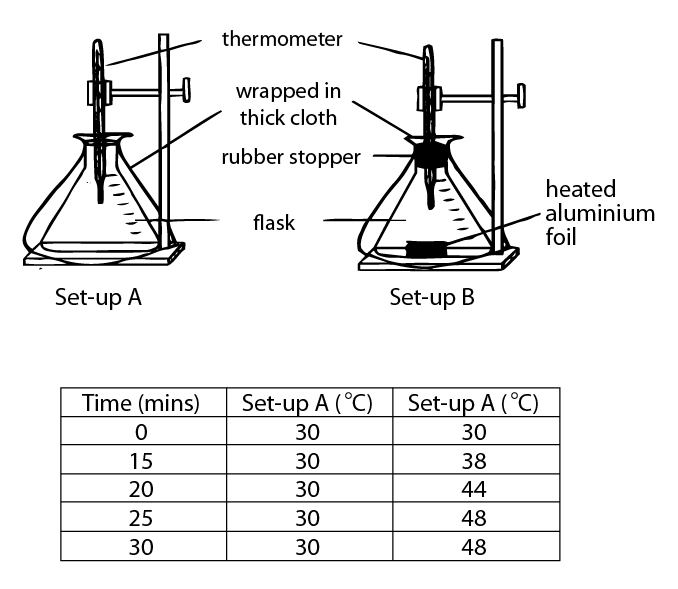 thermometer
wrapped in
thick cloth
rubber stopper
flask
heated
aluminium
foil
Set-up A
Set-up B
Time (mins) Set-up A (°C) Set-up A (°C)
0 30 30
15 30 38
20 30 44
25 30 48
30 30 48